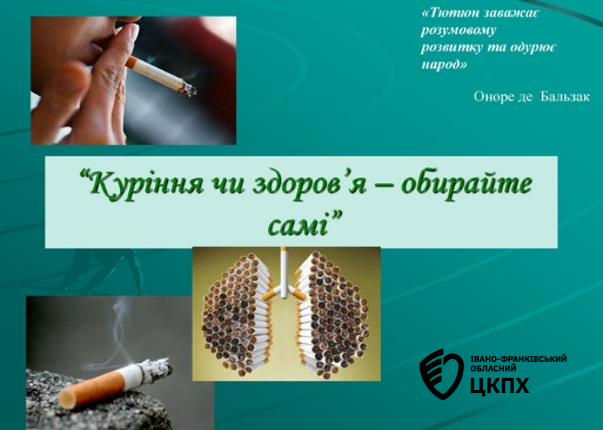 «Тютюн заважає
розумовому
розвитку та одурює
народ»
Оноре де Бальзак
“Куріння чи здоров’я – обирайте
самі”
ІВАНО-ФРАНКІВСЬКИЙ
ОБЛАСНИЙ
ЦКПХ